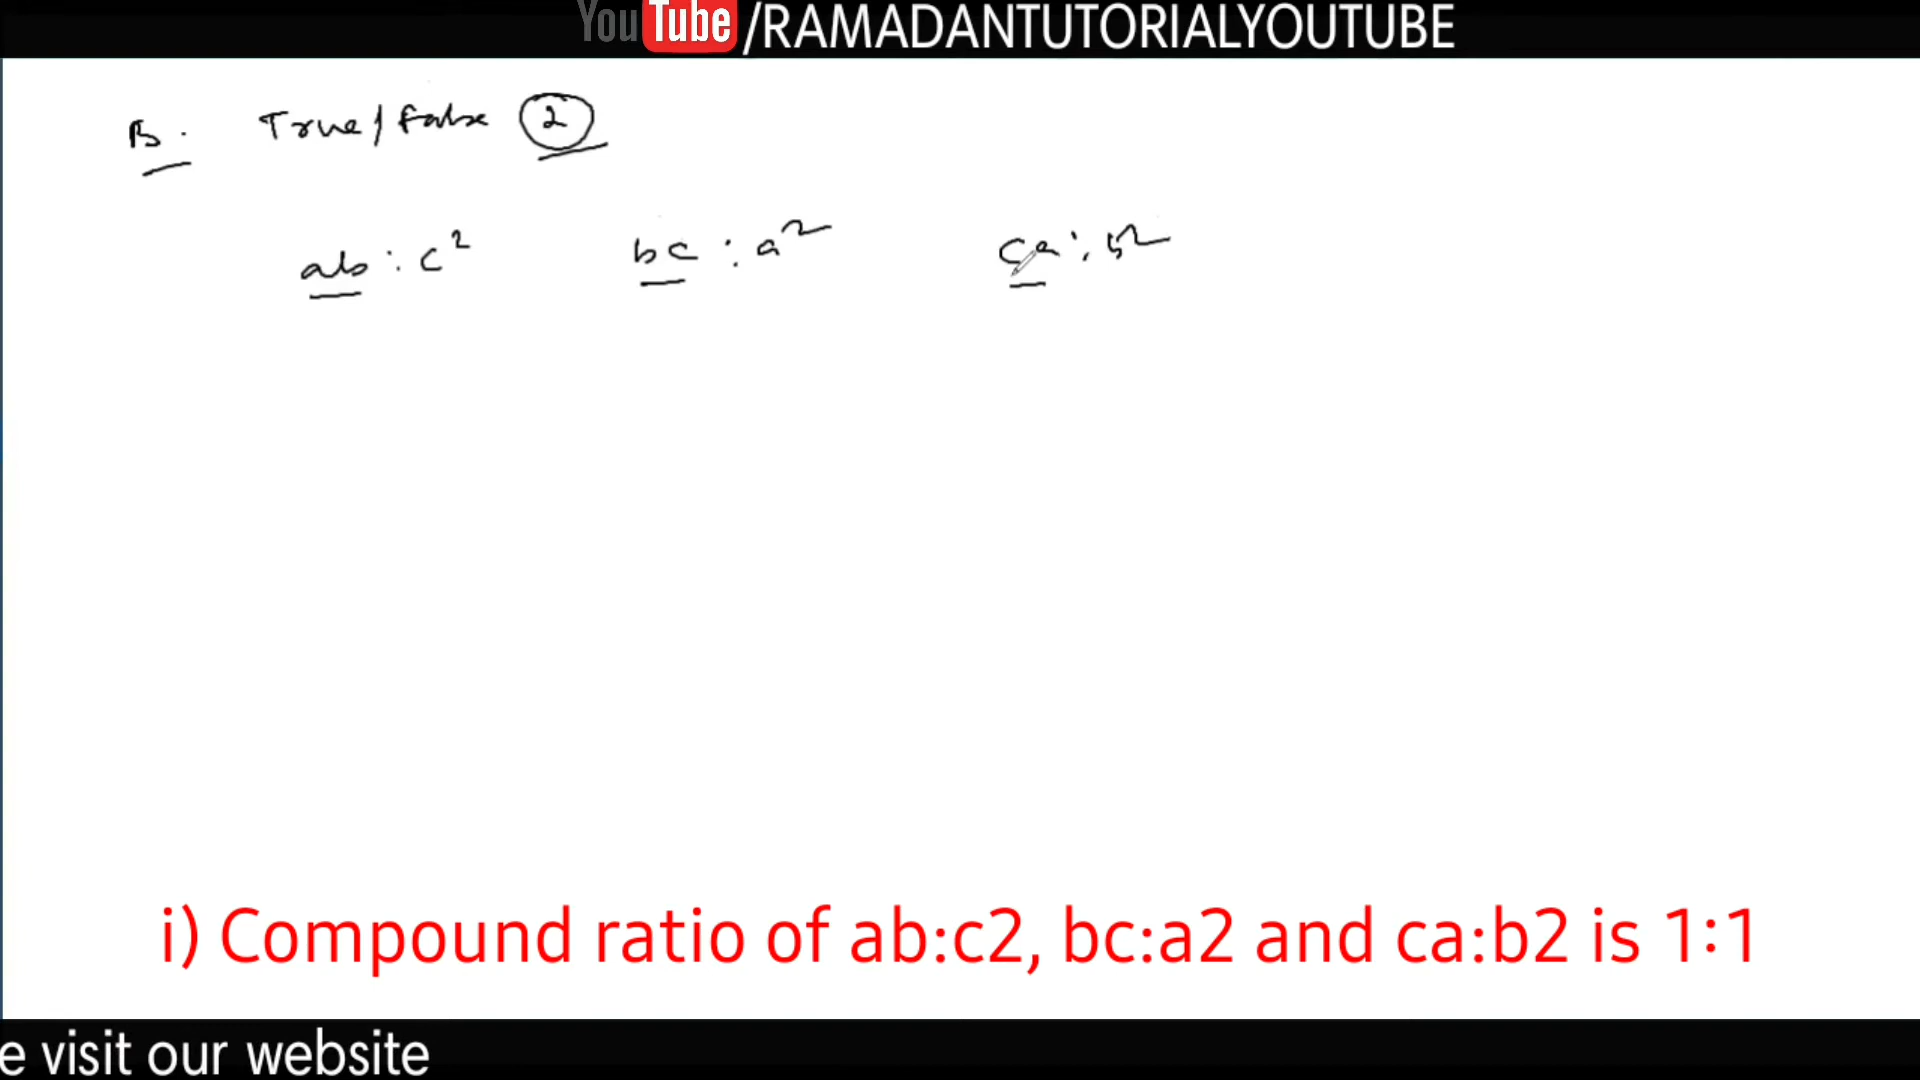 YouTube/RAMADANTUTORIALYOUTUBE
B. True/False 2
ab : c² bc : a² ca : b²
i) Compound ratio of ab:c2, bc:a2 and ca:b2 is 1:1
e visit our website